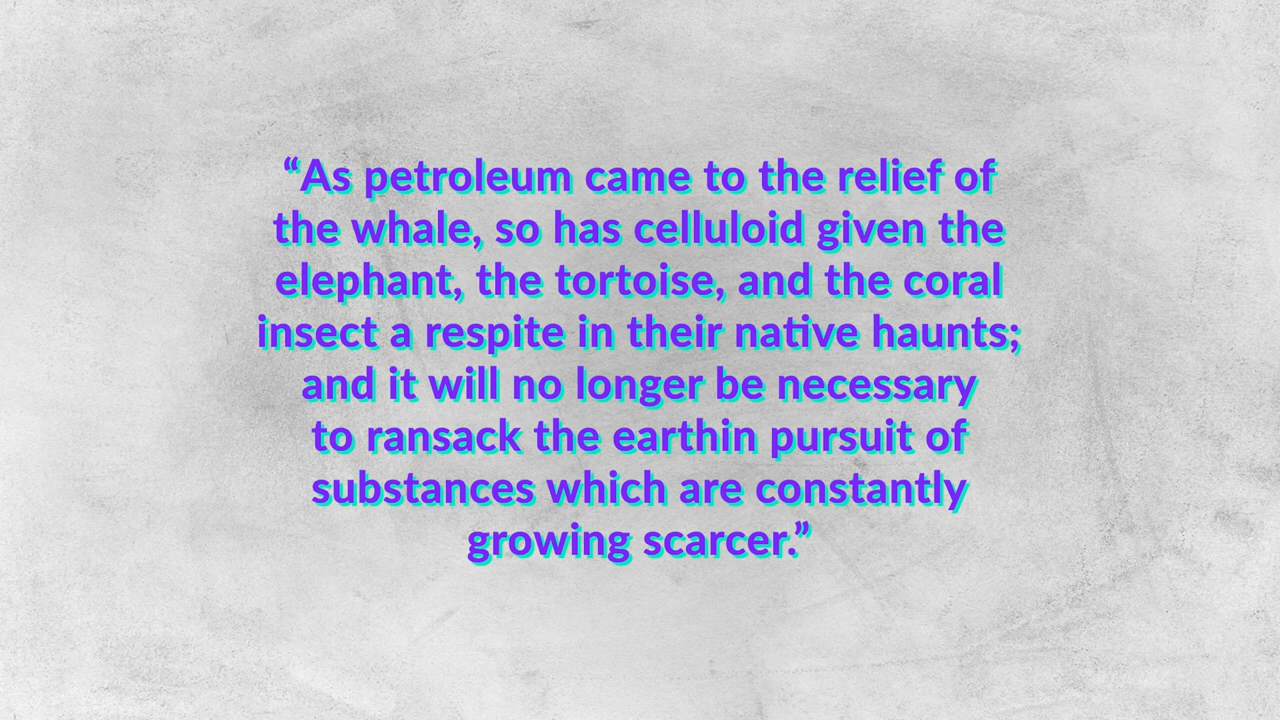 “As petroleum came to the relief of
the whale, so has celluloid given the
elephant, the tortoise, and the coral
insect a respite in their native haunts;
and it will no longer be necessary
to ransack the earthin pursuit of
substances which are constantly
growing scarcer.”